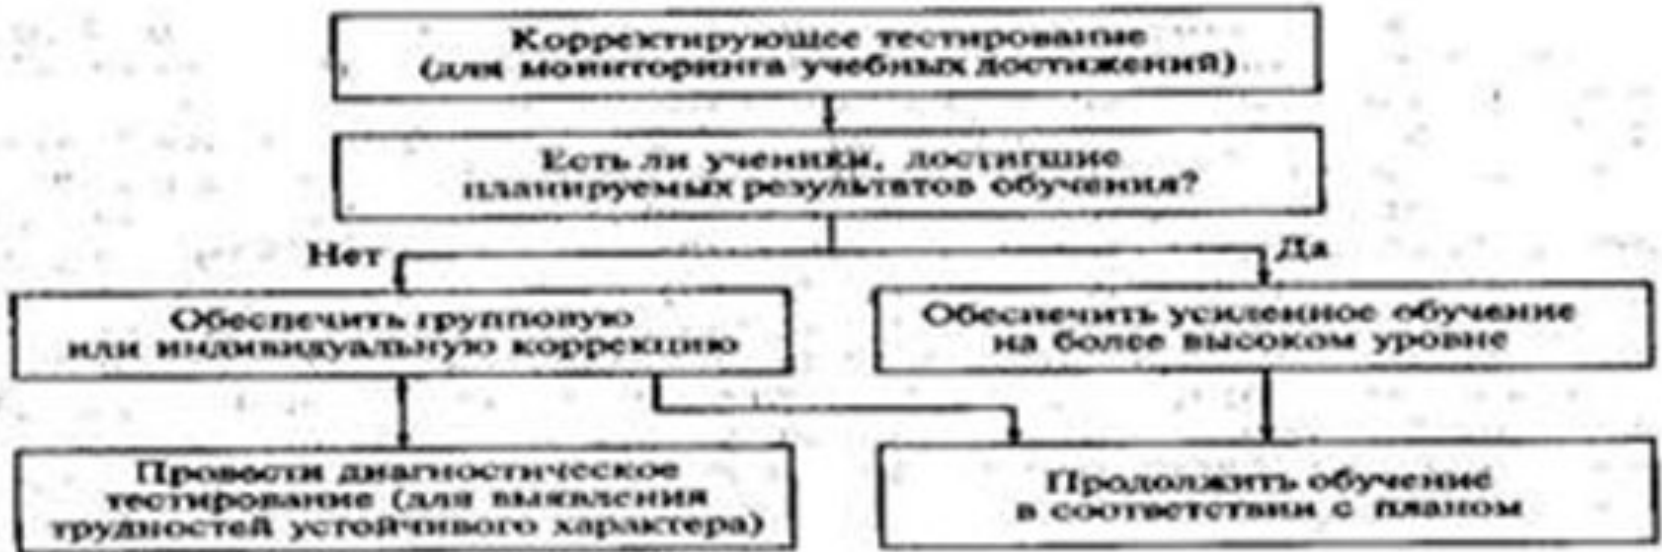 Корректирующее тестирование
(для мониторинга учебных достижений)
Есть ли ученики, достигшие
планируемых результатов обучения?
Нет
Да
Обеспечить групповую
или индивидуальную коррекцию
Обеспечить усиленное обучение
на более высоком уровне
Провести диагностическое
тестирование (для выявления
трудностей устойчивого характера)
Продолжить обучение
в соответствии с планом